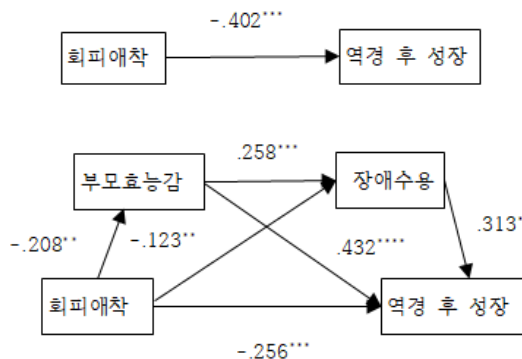 -.402***
회피애착
역경 후 성장
.258***
부모효능감
장애수용
-.208**
-.123**
.432****
.313*
회피애착
역경 후 성장
-.256***